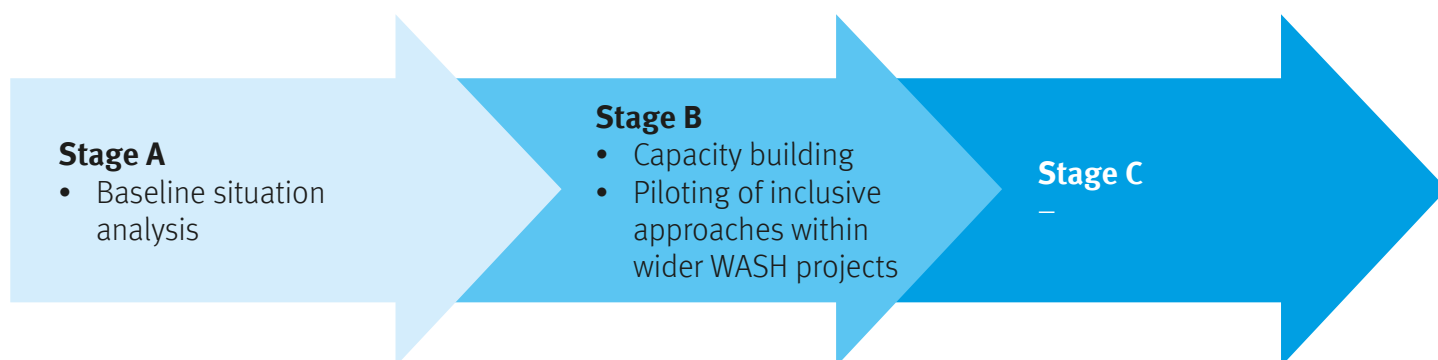 Stage A
• Baseline situation
analysis
Stage B
• Capacity building
• Piloting of inclusive
approaches within
wider WASH projects
Stage C
–